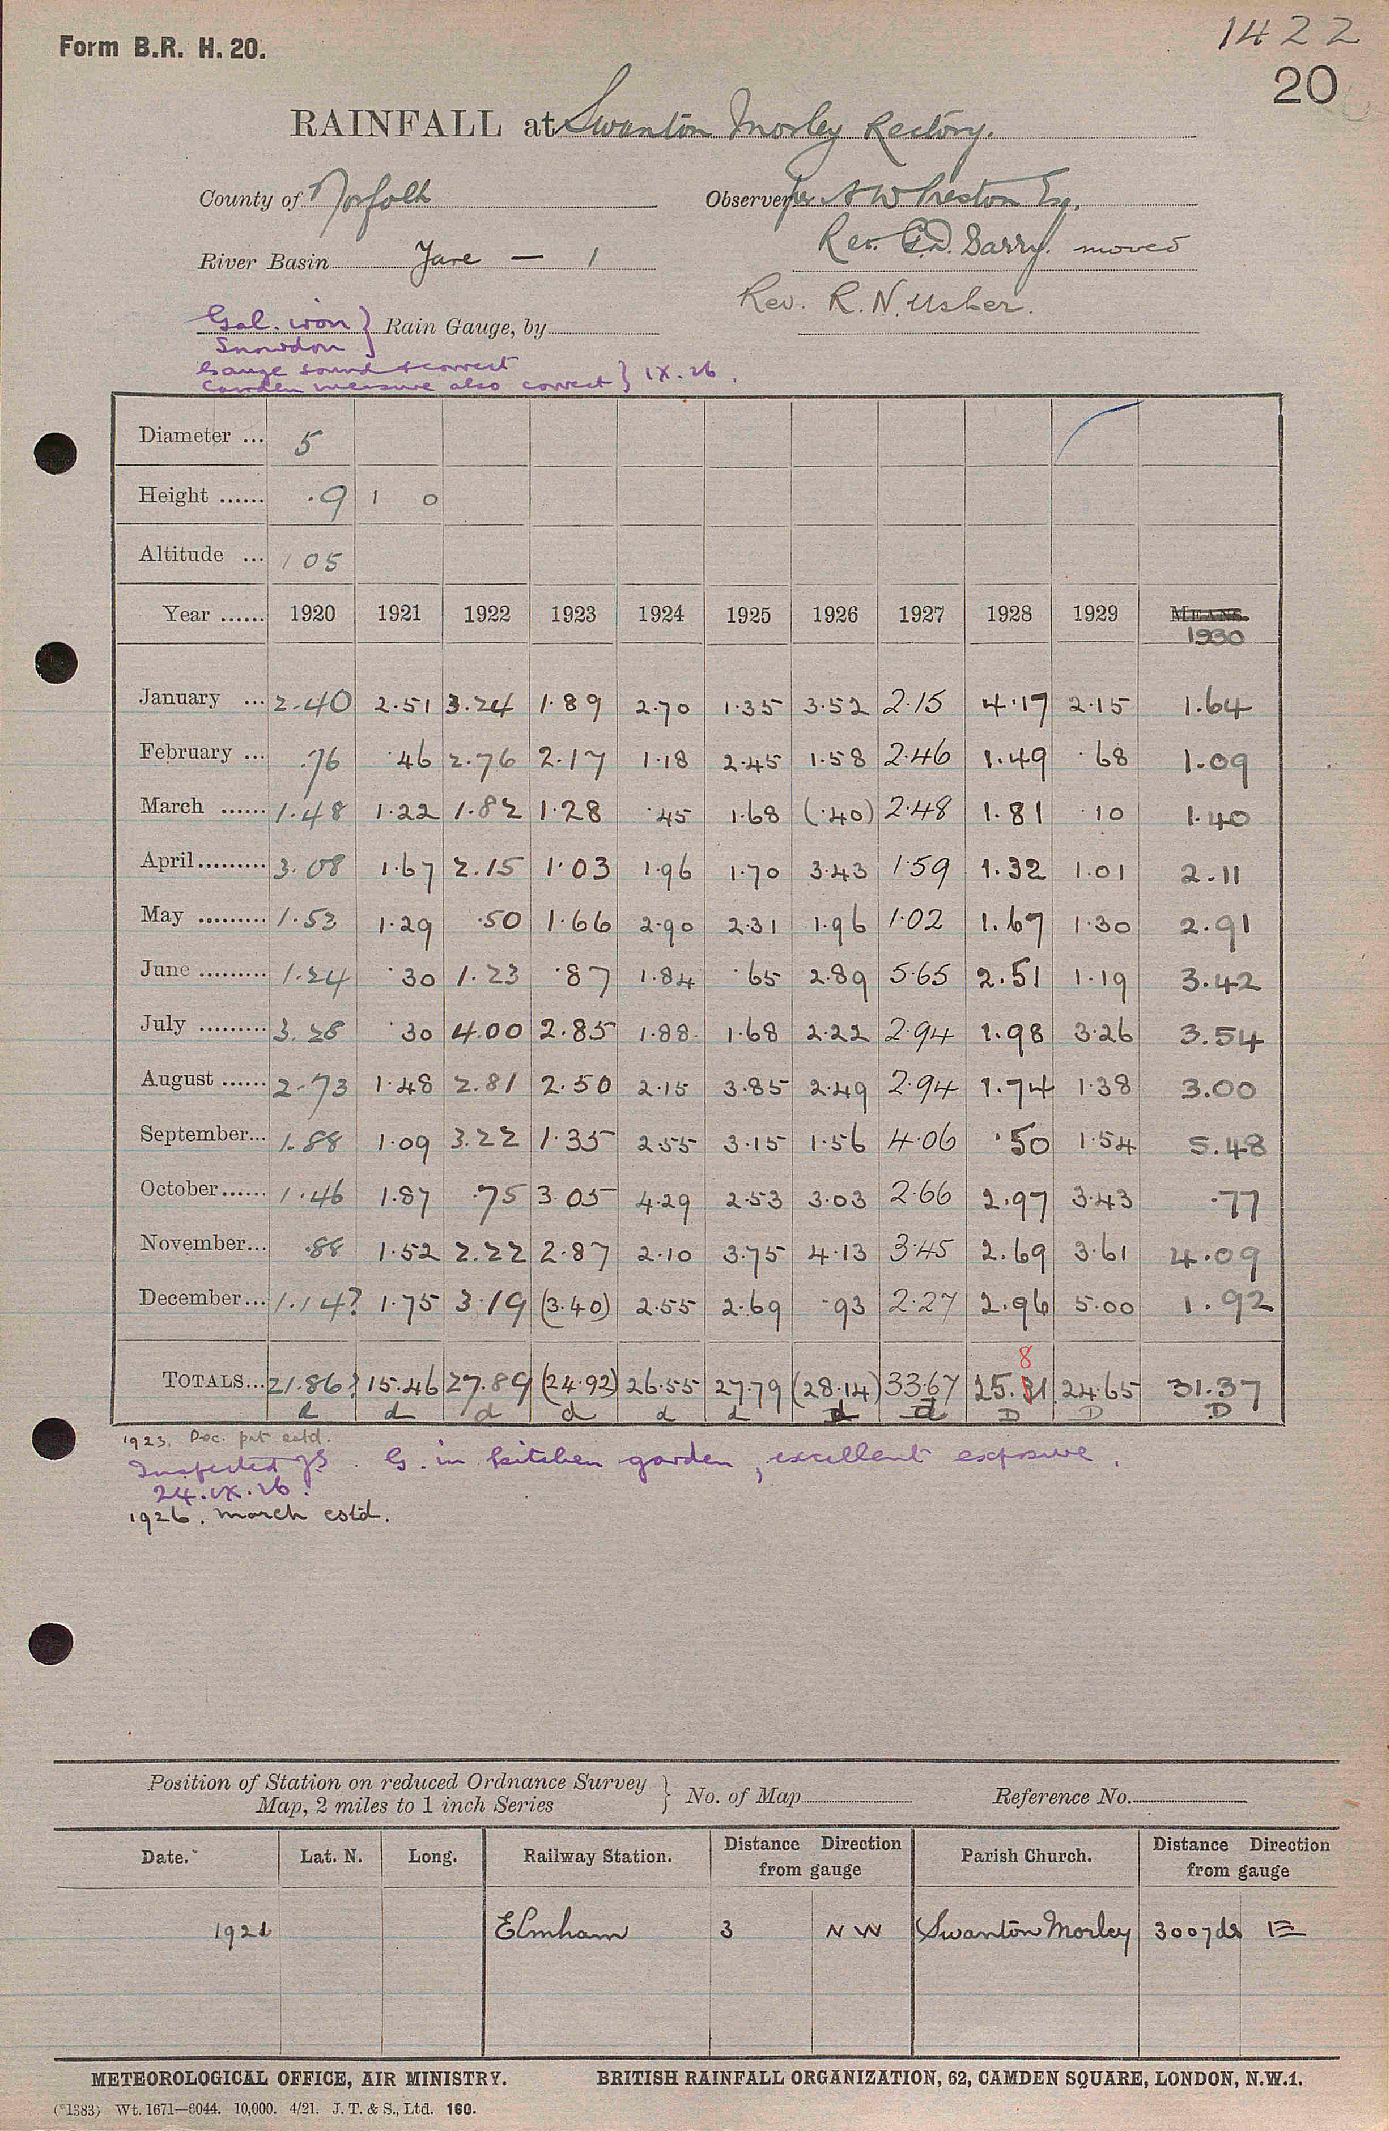 1422
Form B.R. H. 20.
20
RAINFALL at Swanton Morley Rectory.
County of Norfolk
Observer per A W Preston Esq.
River Basin Yare — 1
Rev. Barry. moved
Rev. R. N. Usher.
Gal. iron } Rain Gauge, by
Snowdon
Gauge sound & correct
Camden measure also correct } IX. 26.
Diameter ... 5
Height ...... .9 1 0
Altitude ... 105
Year ...... 1920 1921 1922 1923 1924 1925 1926 1927 1928 1929 MEANS.
1930
January ... 2.40 2.51 3.24 1.89 2.70 1.35 3.52 2.15 4.17 2.15 1.64
February ... .76 .46 2.76 2.17 1.18 2.45 1.58 2.46 1.49 .68 1.09
March ...... 1.48 1.22 1.82 1.28 .45 1.68 (.40) 2.48 1.81 .10 1.40
April ......... 3.08 1.67 2.15 1.03 1.96 1.70 3.43 1.59 1.32 1.01 2.11
May ......... 1.53 1.29 .50 1.66 2.90 2.31 1.96 1.02 1.67 1.30 2.91
June ......... 1.24 .30 1.23 .87 1.84 .65 2.89 5.65 2.51 1.19 3.42
July ......... 3.28 .30 4.00 2.85 1.88 1.68 2.22 2.94 1.98 3.26 3.54
August ...... 2.73 1.48 2.81 2.50 2.15 3.85 2.49 2.94 1.74 1.38 3.00
September... 1.88 1.09 3.22 1.35 2.55 3.15 1.56 4.06 .50 1.54 5.48
October...... 1.46 1.87 .75 3.05 4.29 2.53 3.03 2.66 2.97 3.43 .77
November... .88 1.52 2.22 2.87 2.10 3.75 4.13 3.45 2.69 3.61 4.09
December... 1.14? 1.75 3.19 (3.40) 2.55 2.69 .93 2.27 2.96 5.00 1.92
8
TOTALS... 21.86? 15.46 27.89 (24.92) 26.55 27.79 (28.14) 33.67 25.31 24.65 31.37
d d d d d d d d D D D
1923. Dec. pat estd.
Inspected . G. in kitchen garden, excellent exposure.
24.IX.26.
1926. March estd.
Position of Station on reduced Ordnance Survey
Map, 2 miles to 1 inch Series } No. of Map Reference No.
Date. Lat. N. Long. Railway Station. Distance Direction from gauge Parish Church. Distance Direction from gauge
1921 Elmham 3 NW Swanton Morley 300 yds E
METEOROLOGICAL OFFICE, AIR MINISTRY. BRITISH RAINFALL ORGANIZATION, 62, CAMDEN SQUARE, LONDON, N.W.1.
(*1383) Wt. 1671—6044. 10,000. 4/21. J. T. & S., Ltd. 160.